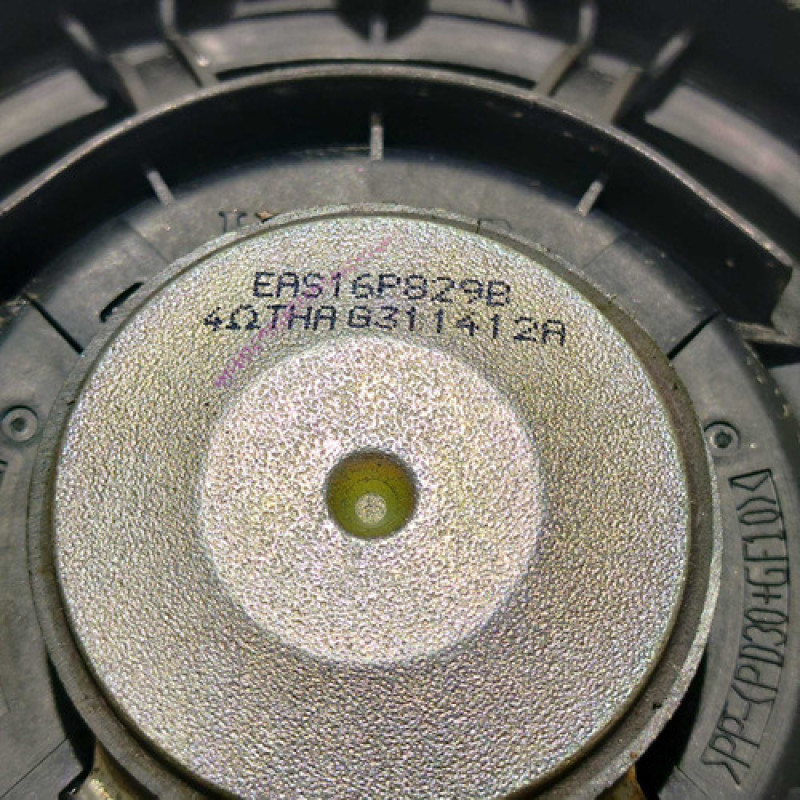 EAS16P829B
4ΩTHA G311412A
>PP-(PD30+GF10)<